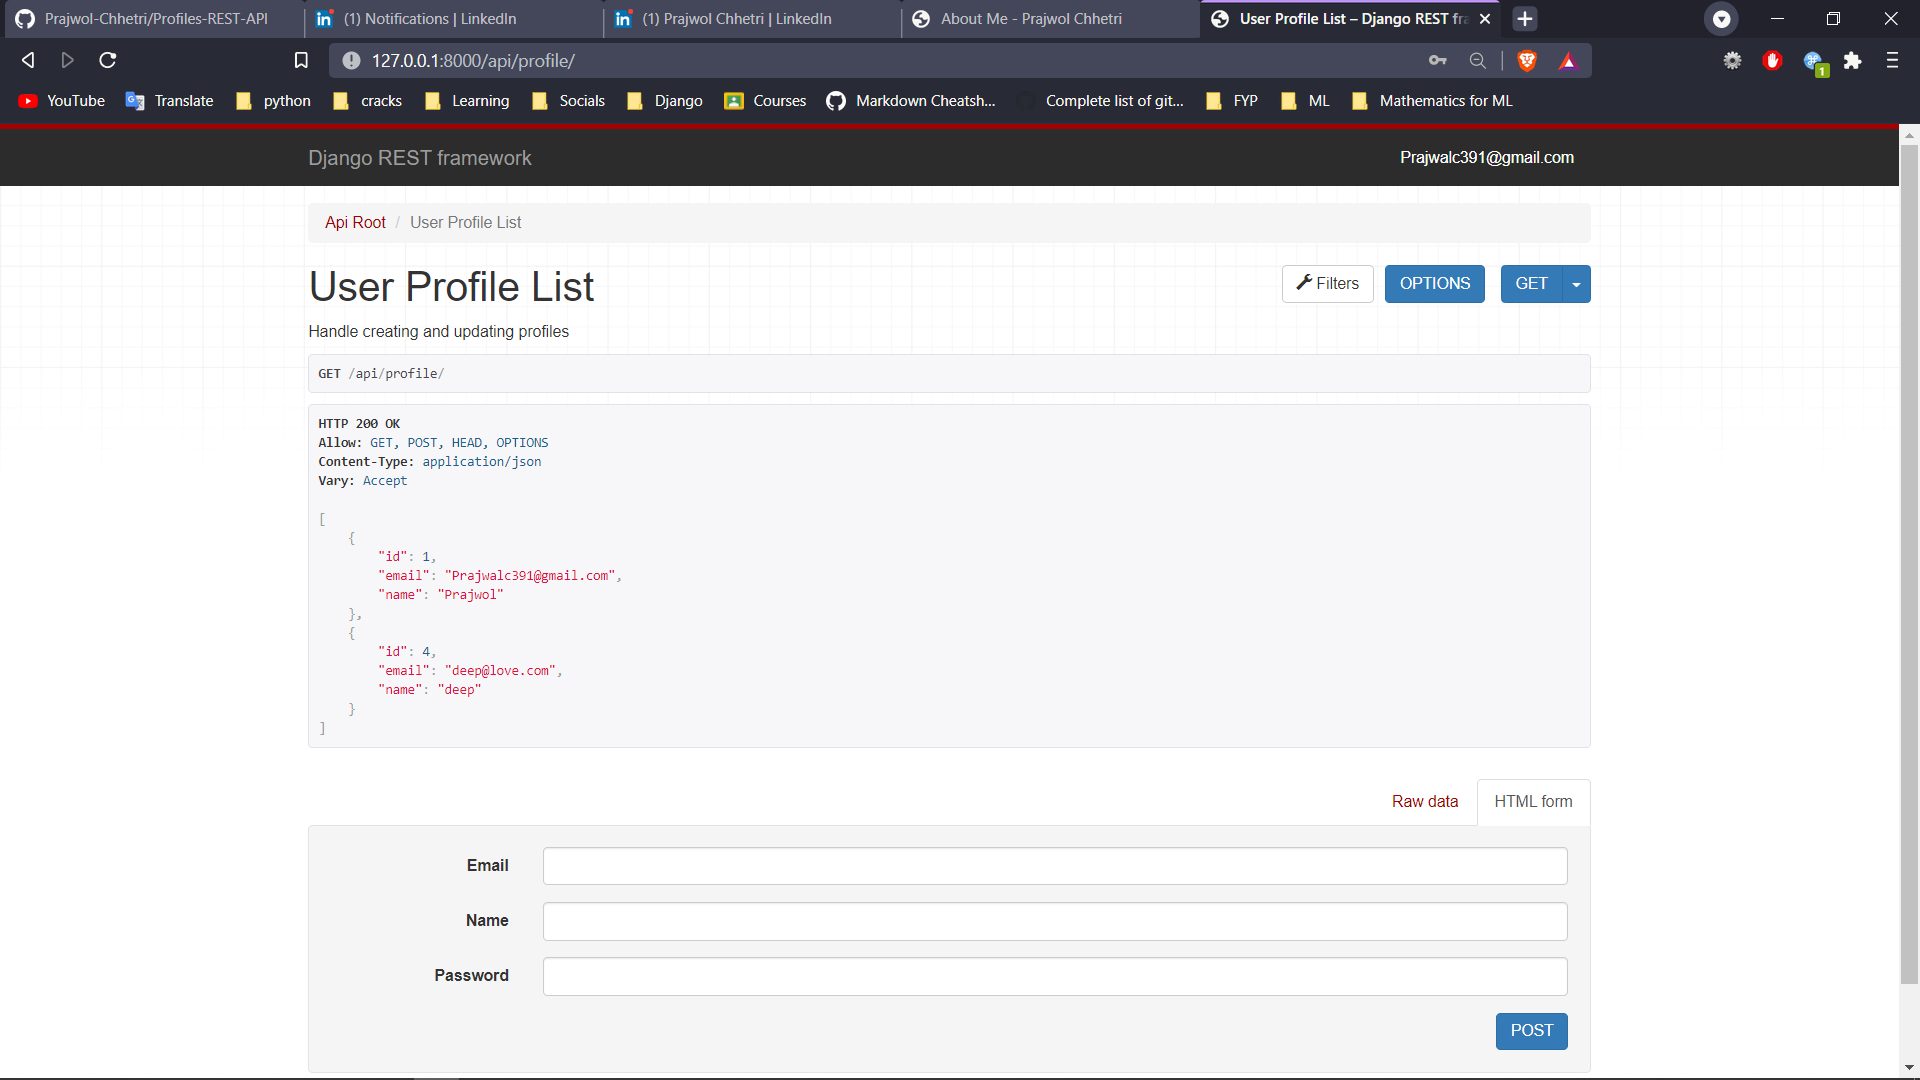 Prajwol-Chhetri/Profiles-REST-API
(1) Notifications | LinkedIn
(1) Prajwol Chhetri | LinkedIn
About Me - Prajwol Chhetri
User Profile List – Django REST fra
127.0.0.1:8000/api/profile/
1
YouTube
Translate
python
cracks
Learning
Socials
Django
Courses
Markdown Cheatsh...
Complete list of git...
FYP
ML
Mathematics for ML
Django REST framework
Prajwalc391@gmail.com
Api Root / User Profile List
User Profile List
Filters
OPTIONS
GET
Handle creating and updating profiles
GET /api/profile/
HTTP 200 OK
Allow: GET, POST, HEAD, OPTIONS
Content-Type: application/json
Vary: Accept
[
    {
        "id": 1,
        "email": "Prajwalc391@gmail.com",
        "name": "Prajwol"
    },
    {
        "id": 4,
        "email": "deep@love.com",
        "name": "deep"
    }
]
Raw data
HTML form
Email
Name
Password
POST